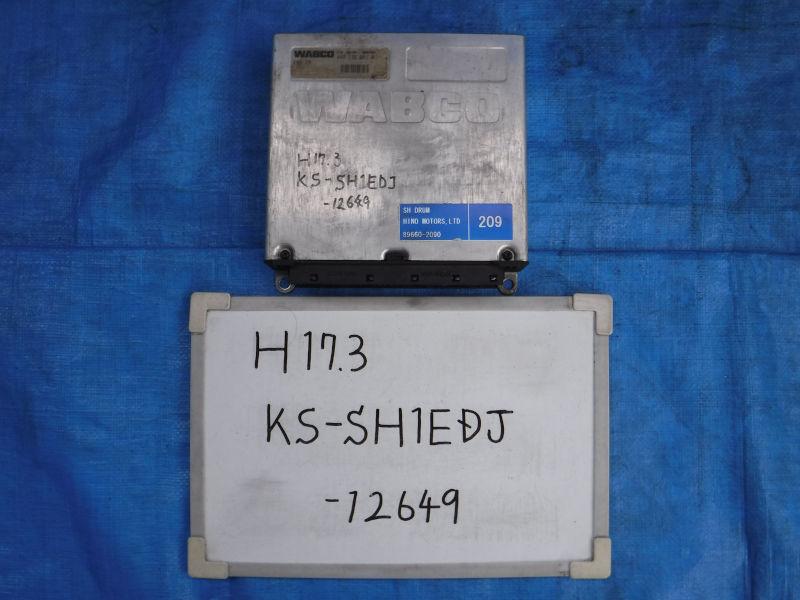 WABCO
WABCO
H17.3
KS-SH1EDJ
-12649
SH DRUM
HINO MOTORS, LTD
89660-2090
209
H17.3
KS-SH1EDJ
-12649